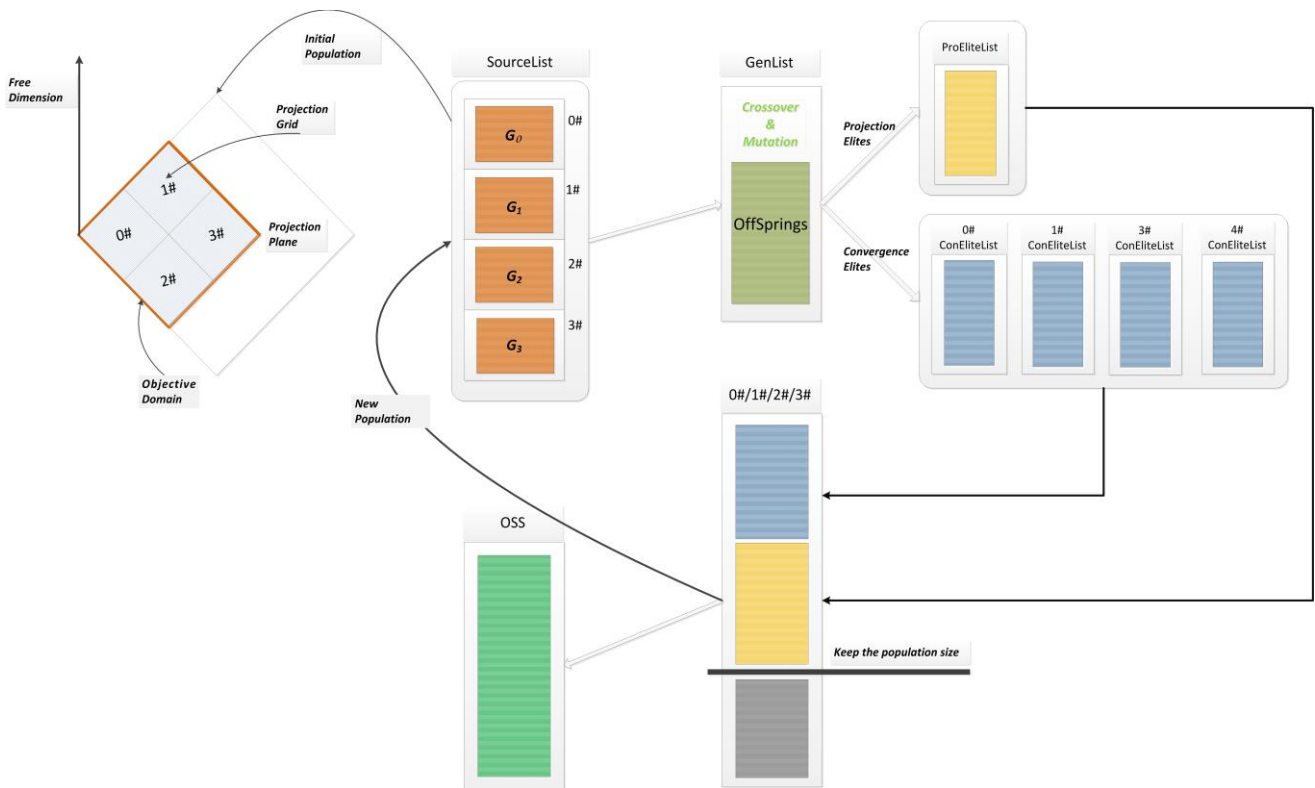 Initial
Population
Free
Dimension
Projection
Grid
1#
0#
3#
2#
Projection
Plane
Objective
Domain
SourceList
G0
0#
G1
1#
G2
2#
G3
3#
GenList
Crossover
&
Mutation
OffSprings
Projection
Elites
Convergence
Elites
ProEliteList
0#
ConEliteList
1#
ConEliteList
3#
ConEliteList
4#
ConEliteList
New
Population
0#/1#/2#/3#
OSS
Keep the population size